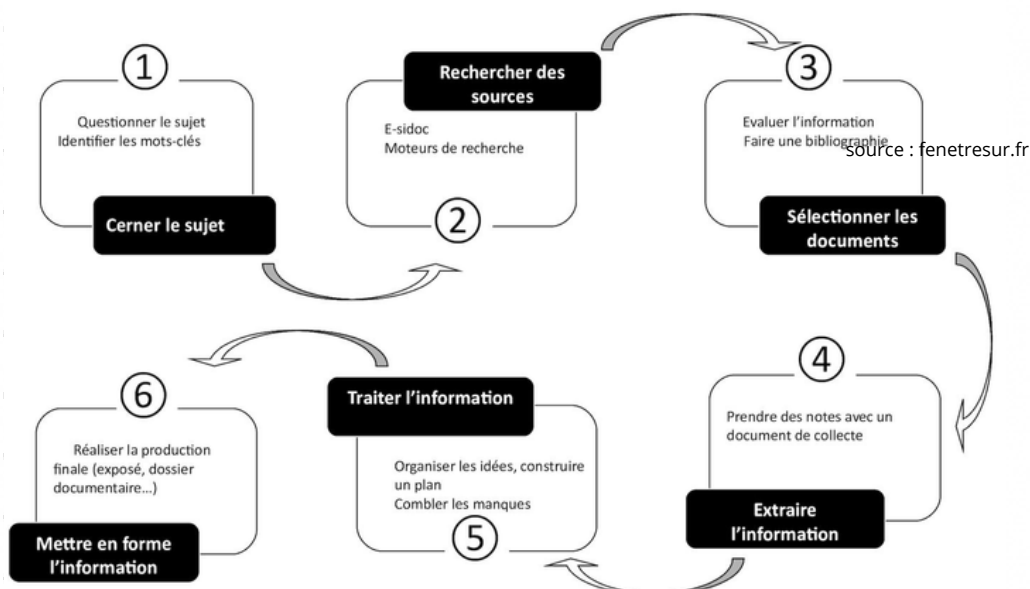 1
Questionner le sujet
Identifier les mots-clés
Cerner le sujet
Rechercher des
sources
E-sidoc
Moteurs de recherche
2
3
Evaluer l’information
Faire une bibliographie
source : fenetresur.fr
Sélectionner les
documents
4
Prendre des notes avec un
document de collecte
Extraire
l’information
Traiter l’information
Organiser les idées, construire
un plan
Combler les manques
5
6
Réaliser la production
finale (exposé, dossier
documentaire...)
Mettre en forme
l’information